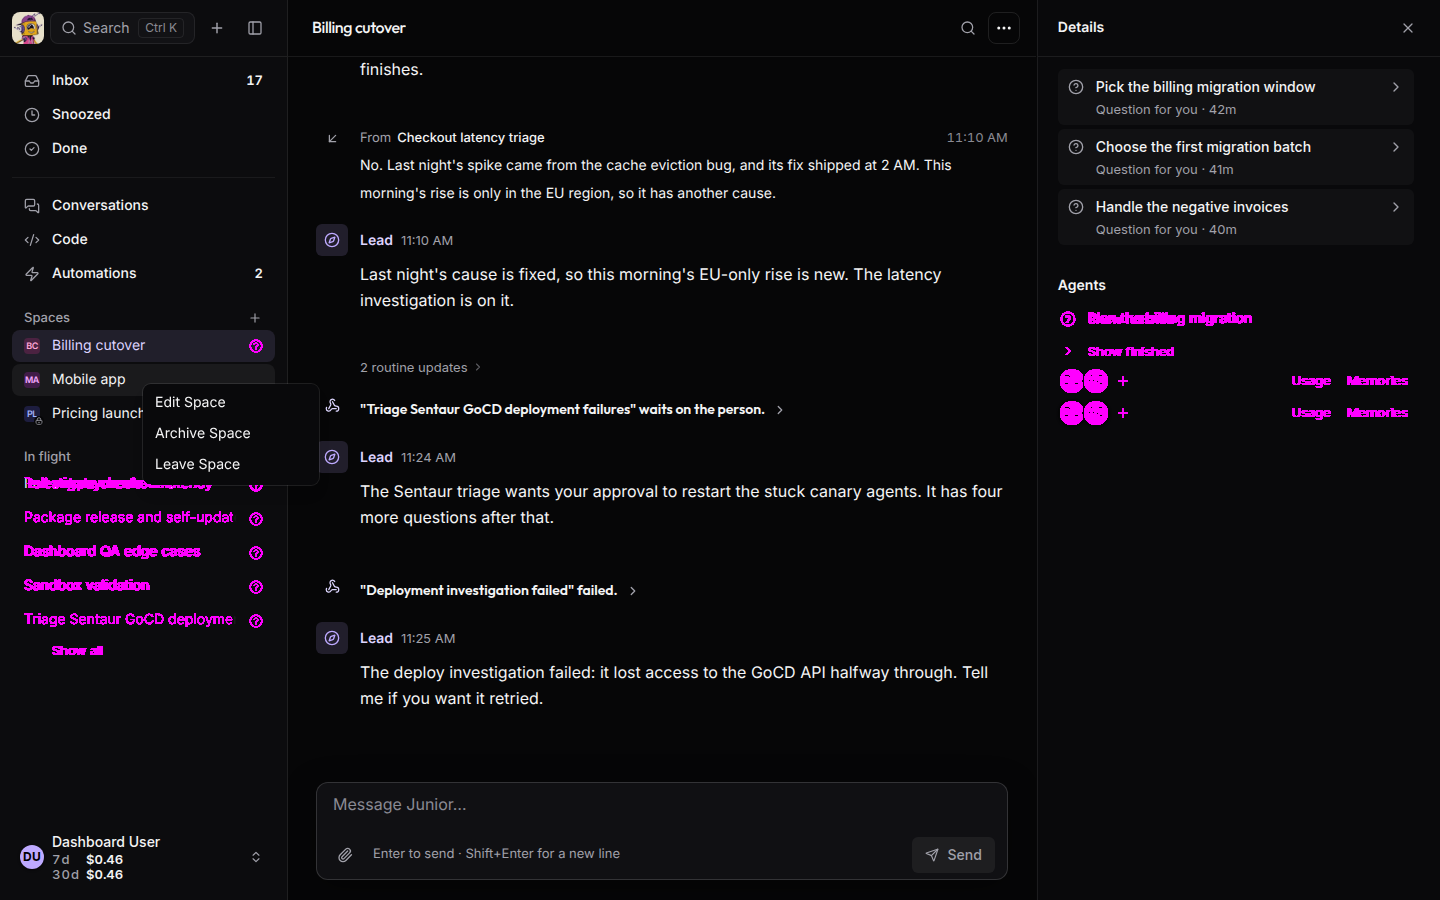 Search Ctrl K
Inbox 17
Snoozed
Done
Conversations
Code
Automations 2
Spaces
BC Billing cutover
MA Mobile app
PL Pricing launch
Edit Space
Archive Space
Leave Space
In flight
Package release and self-updat
Dashboard QA edge cases
Sandbox validation
Triage Sentaur GoCD deployme
Show all
DU Dashboard User
7d $0.46
30d $0.46
Billing cutover
finishes.
From Checkout latency triage 11:10 AM
No. Last night's spike came from the cache eviction bug, and its fix shipped at 2 AM. This
morning's rise is only in the EU region, so it has another cause.
Lead 11:10 AM
Last night's cause is fixed, so this morning's EU-only rise is new. The latency
investigation is on it.
2 routine updates
"Triage Sentaur GoCD deployment failures" waits on the person.
Lead 11:24 AM
The Sentaur triage wants your approval to restart the stuck canary agents. It has four
more questions after that.
"Deployment investigation failed" failed.
Lead 11:25 AM
The deploy investigation failed: it lost access to the GoCD API halfway through. Tell
me if you want it retried.
Message Junior...
Enter to send · Shift+Enter for a new line
Send
Details
Pick the billing migration window
Question for you · 42m
Choose the first migration batch
Question for you · 41m
Handle the negative invoices
Question for you · 40m
Agents
migration
Show finished
Usage Memories
Usage Memories